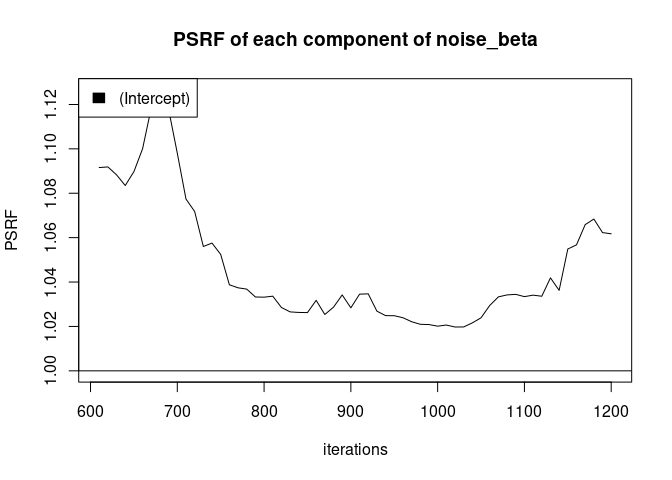 PSRF of each component of noise_beta
(Intercept)
PSRF
1.12
1.10
1.08
1.06
1.04
1.02
1.00
600 700 800 900 1000 1100 1200
iterations